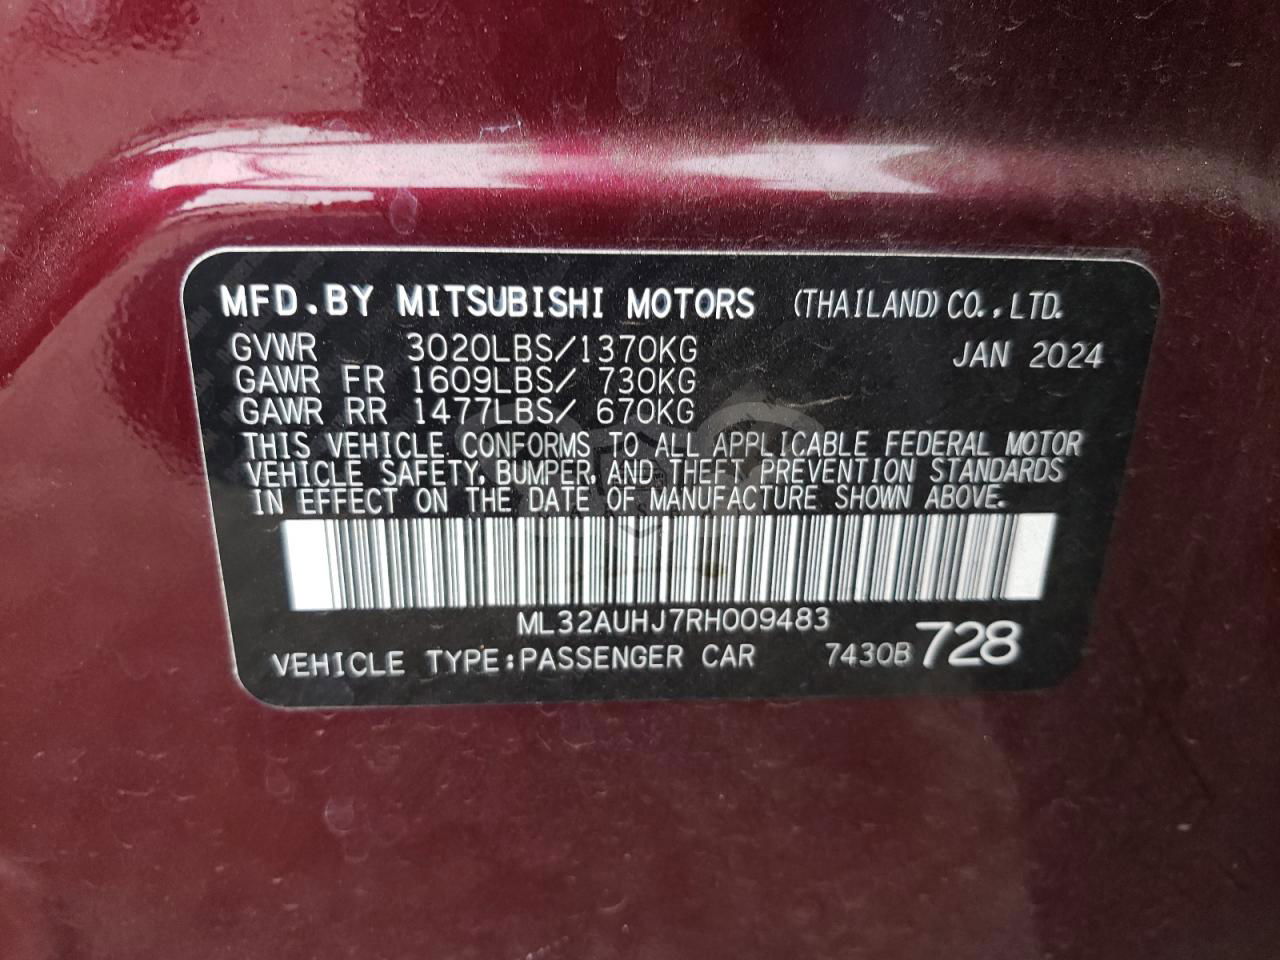 MFD.BY MITSUBISHI MOTORS (THAILAND) CO., LTD.
GVWR 3020LBS/1370KG JAN 2024
GAWR FR 1609LBS/ 730KG
GAWR RR 1477LBS/ 670KG
THIS VEHICLE CONFORMS TO ALL APPLICABLE FEDERAL MOTOR
VEHICLE SAFETY, BUMPER, AND THEFT PREVENTION STANDARDS
IN EFFECT ON THE DATE OF MANUFACTURE SHOWN ABOVE.
ML32AUHJ7RH009483
VEHICLE TYPE:PASSENGER CAR 7430B728